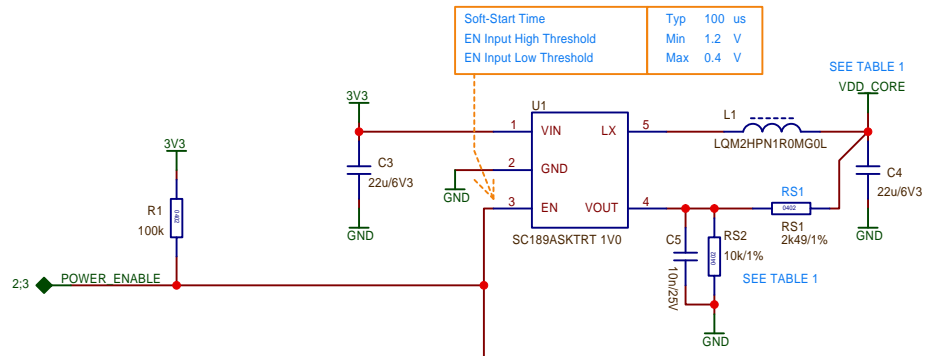 Soft-Start Time Typ 100 us
EN Input High Threshold Min 1.2 V
EN Input Low Threshold Max 0.4 V
SEE TABLE 1
VDD_CORE
3V3
U1
L1
1 VIN LX 5
LQM2HPN1R0MG0L
3V3
C3
22u/6V3
2 GND
C4
22u/6V3
GND
RS1
R1
100k
0402
3 EN VOUT 4
0402
GND
GND
SC189ASKTRT 1V0
C5
10n/25V
RS2
10k/1%
0402
RS1
2k49/1%
GND
2;3 POWER_ENABLE
SEE TABLE 1
GND